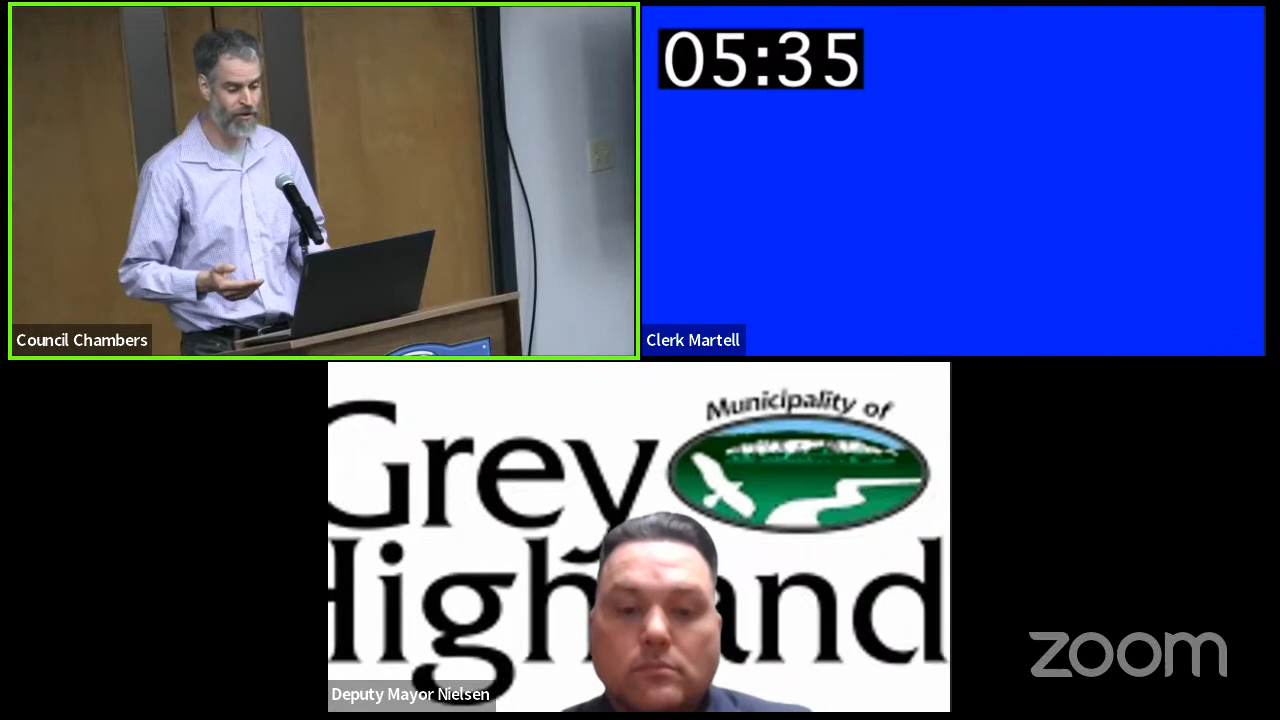 05:35
Council Chambers
Clerk Martell
Municipality of
Grey
Highland
Deputy Mayor Nielsen
zoom